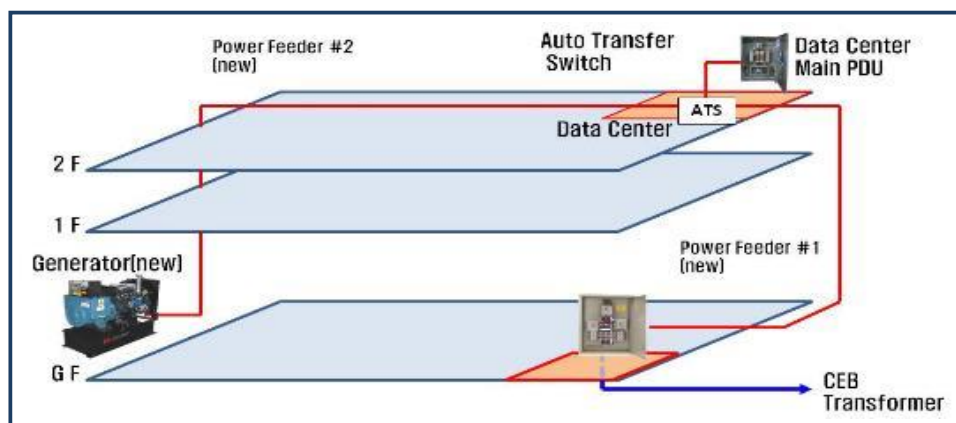 Power Feeder #2
(new)
Auto Transfer
Switch
Data Center
Main PDU
ATS
Data Center
2 F
1 F
Generator(new)
Power Feeder #1
(new)
G F
CEB
Transformer